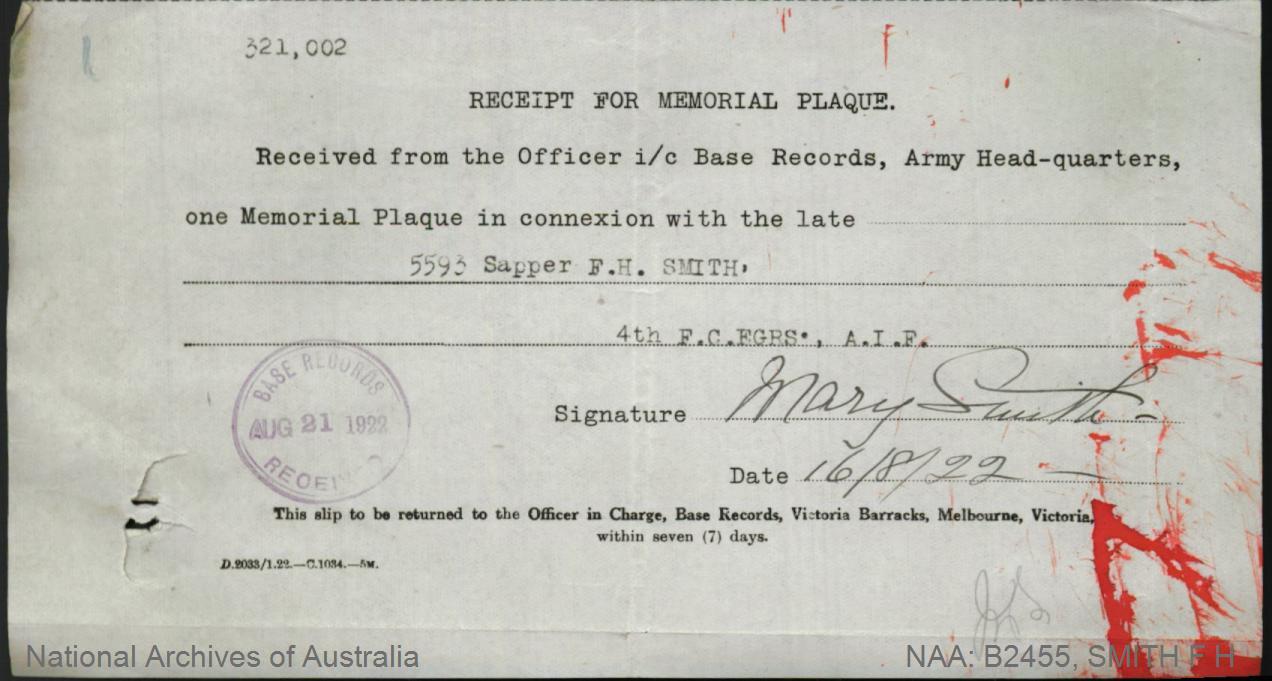 321,002
RECEIPT FOR MEMORIAL PLAQUE.
Received from the Officer i/c Base Records, Army Head-quarters,
one Memorial Plaque in connexion with the late
5593 Sapper F.H. SMITH,
4th F.C.EGRS., A.I.F.
BASE RECORDS
AUG 21 1922
RECEIVED
Signature Mary Smith
Date 16/8/22
This slip to be returned to the Officer in Charge, Base Records, Victoria Barracks, Melbourne, Victoria,
within seven (7) days.
D.2033/1.22.—C.1034.—5M.
National Archives of Australia
NAA: B2455, SMITH F H